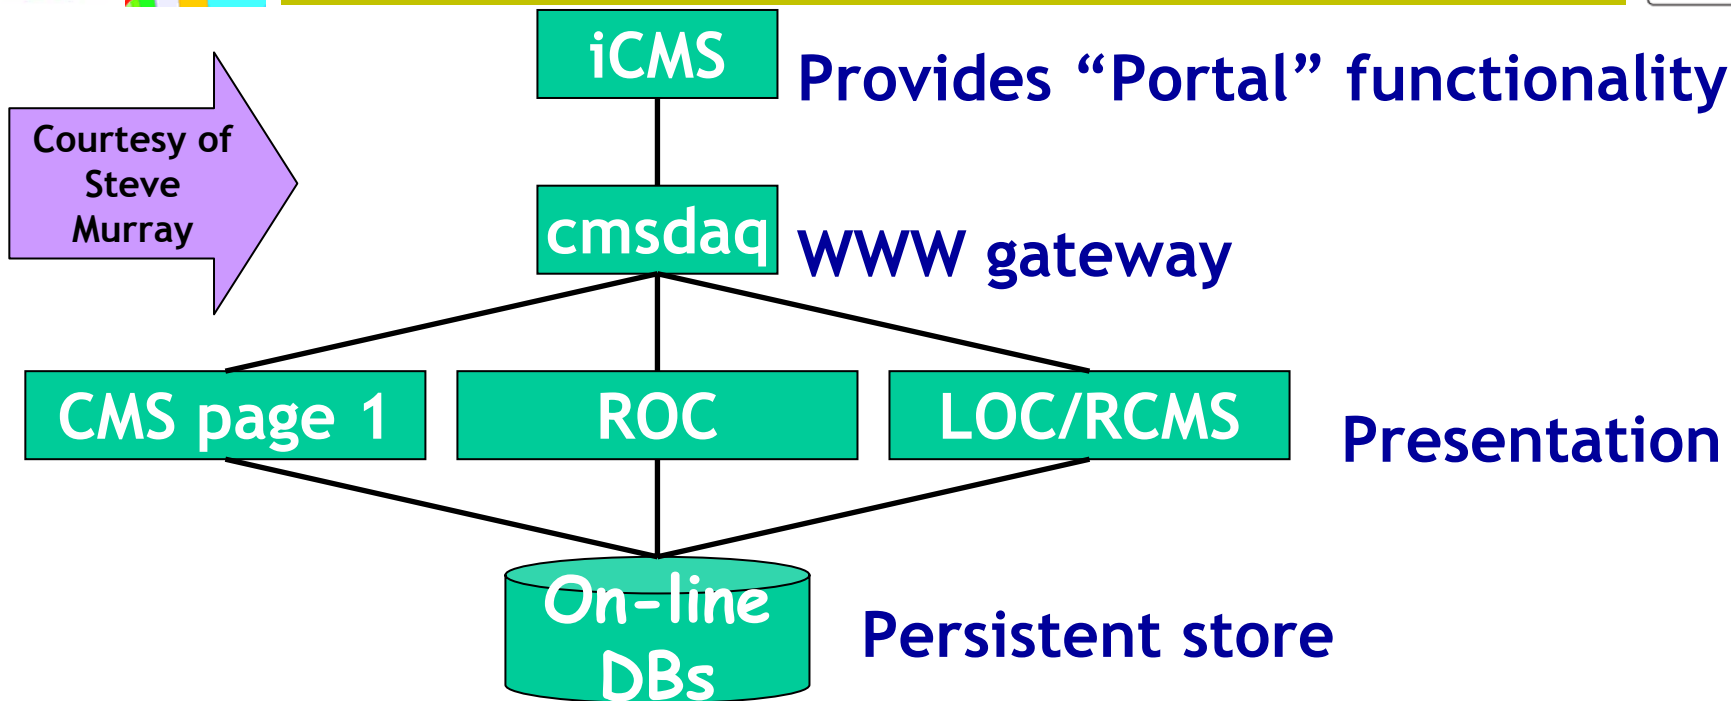 iCMS
Provides “Portal” functionality
Courtesy of
Steve
Murray
cmsdaq
WWW gateway
CMS page 1
ROC
LOC/RCMS
Presentation
On-line
DBs
Persistent store